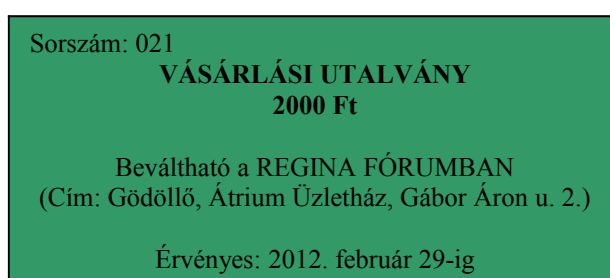 Sorszám: 021
VÁSÁRLÁSI UTALVÁNY
2000 Ft
Beváltható a REGINA FÓRUMBAN
(Cím: Gödöllő, Átrium Üzletház, Gábor Áron u. 2.)
Érvényes: 2012. február 29-ig